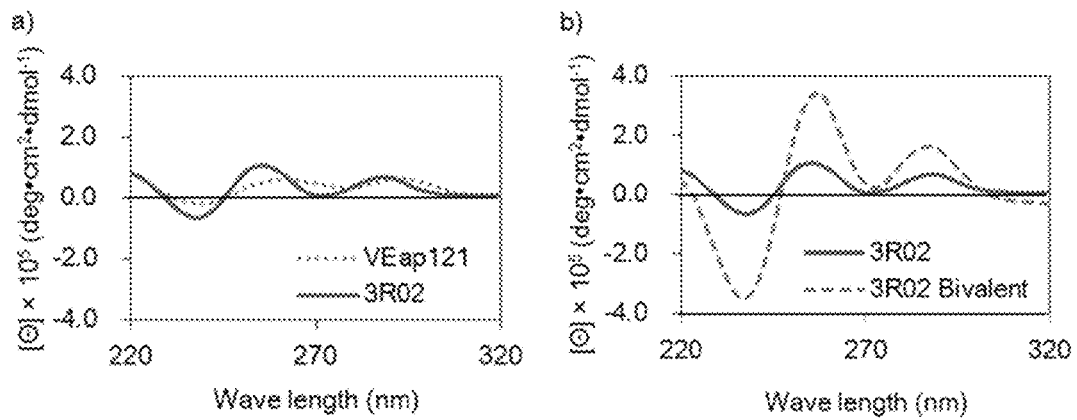 a)
[Θ] × 10⁵ (deg•cm²•dmol⁻¹)
4.0
2.0
0.0
-2.0
-4.0
VEap121
3R02
220
270
320
Wave length (nm)
b)
[Θ] × 10⁵ (deg•cm²•dmol⁻¹)
4.0
2.0
0.0
-2.0
-4.0
3R02
3R02 Bivalent
220
270
320
Wave length (nm)